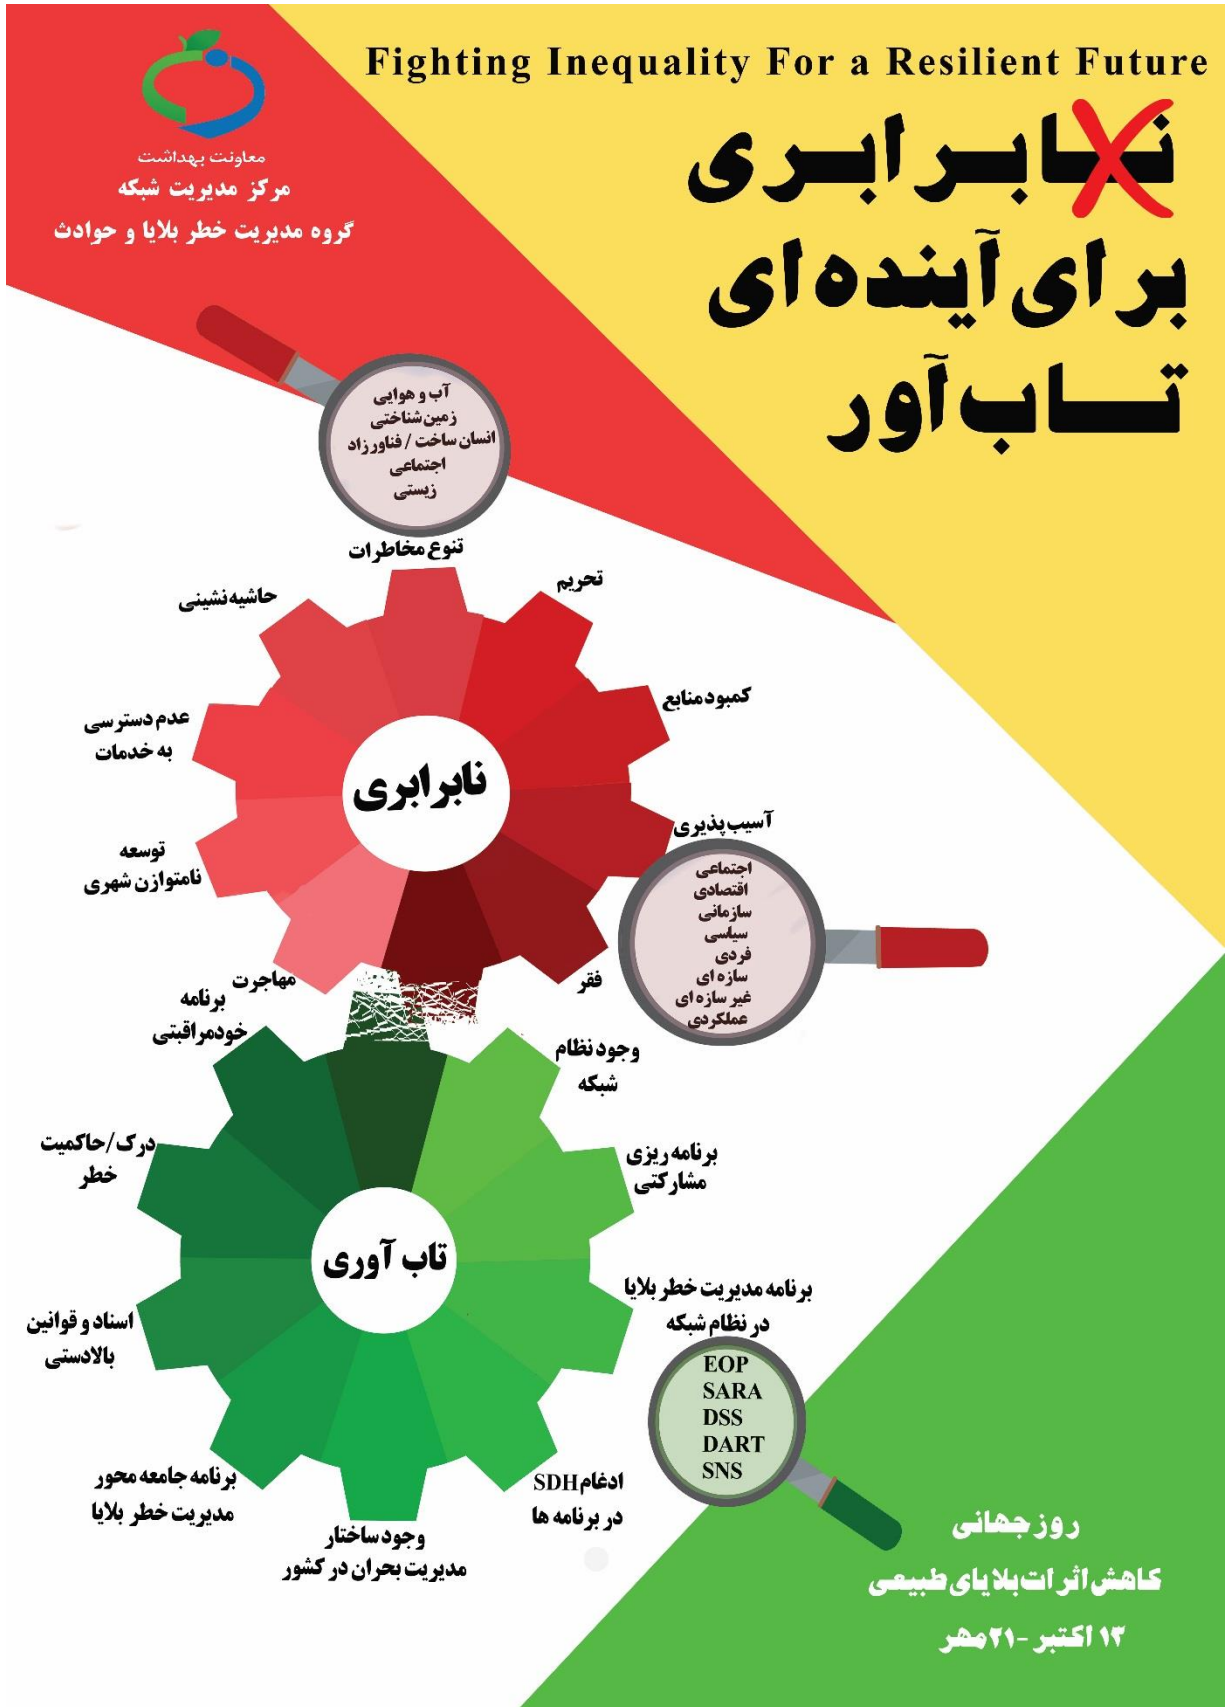 Fighting Inequality For a Resilient Future
نابرابری
برای آینده ای
تاب آور
معاونت بهداشت
مرکز مدیریت شبکه
گروه مدیریت خطر بلایا و حوادث
آب و هوایی
زمین شناختی
انسان ساخت / فناورزاد
اجتماعی
زیستی
تنوع مخاطرات
تحریم
حاشیه نشینی
کمبود منابع
عدم دسترسی
به خدمات
نابرابری
آسیب پذیری
اجتماعی
اقتصادی
سازمانی
سیاسی
فردی
سازه ای
غیر سازه ای
عملکردی
توسعه
نامتوازن شهری
مهاجرت
فقر
برنامه
خودمراقبتی
وجود نظام
شبکه
درک/حاکمیت
خطر
برنامه ریزی
مشارکتی
تاب آوری
برنامه مدیریت خطر بلایا
در نظام شبکه
EOP
SARA
DSS
DART
SNS
اسناد و قوانین
بالادستی
برنامه جامعه محور
مدیریت خطر بلایا
ادغام SDH
در برنامه ها
وجود ساختار
مدیریت بحران در کشور
روز جهانی
کاهش اثرات بلایای طبیعی
۱۳ اکتبر -۲۱ مهر